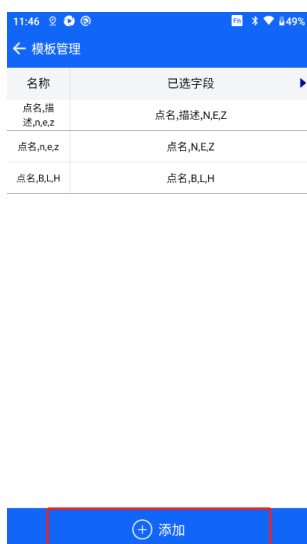 11:46 49%
模板管理
名称 已选字段
点名,描
述,n,e,z
点名,描述,N,E,Z
点名,n,e,z 点名,N,E,Z
点名,B,L,H 点名,B,L,H
添加